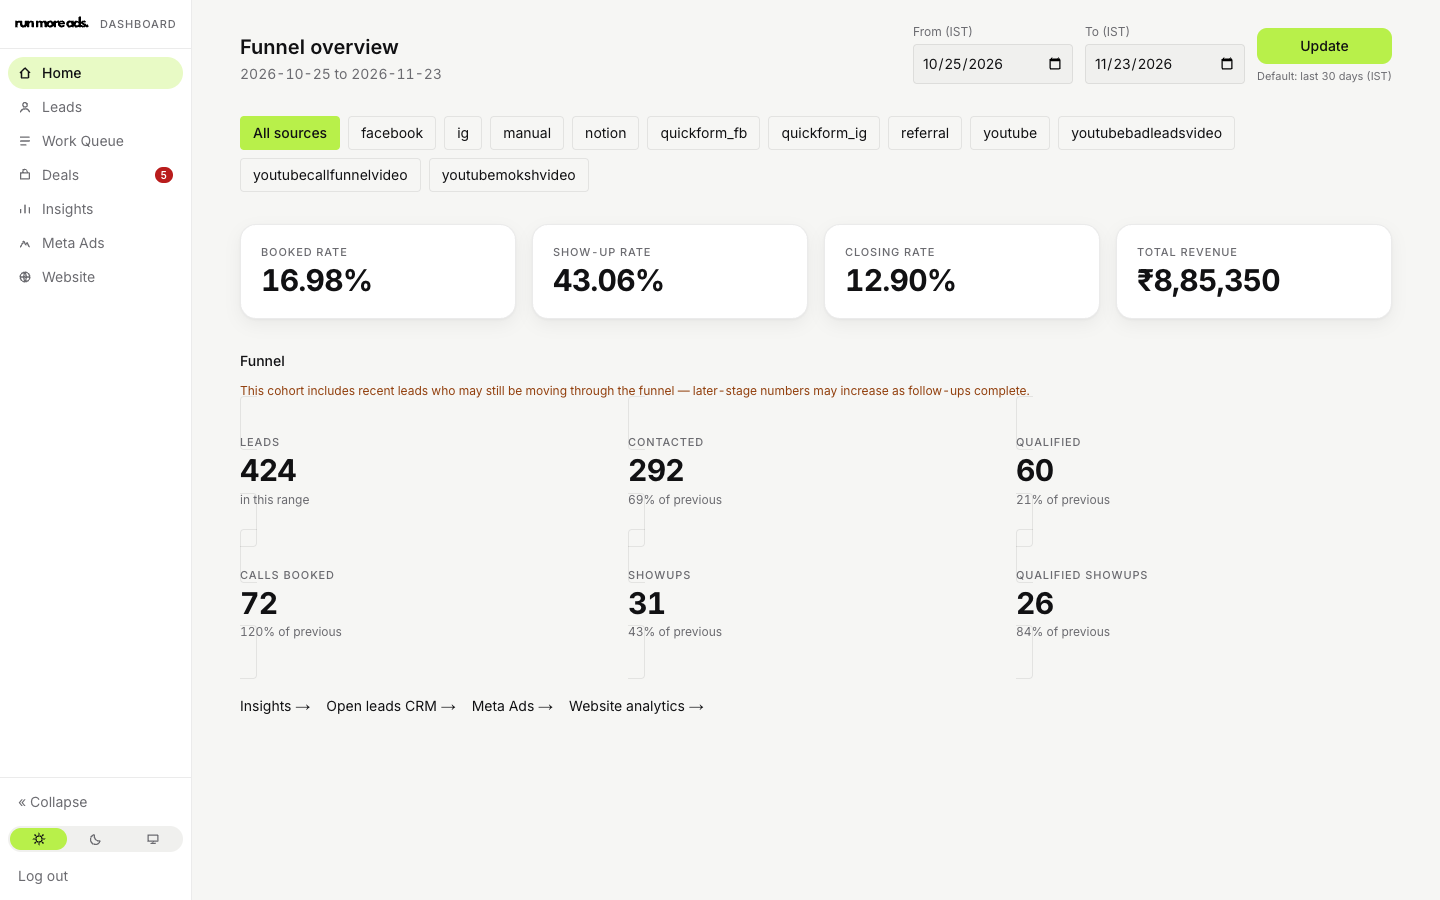 run more ads. DASHBOARD
Home
Leads
Work Queue
Deals 5
Insights
Meta Ads
Website
« Collapse
Log out
Funnel overview
2026-10-25 to 2026-11-23
From (IST)
10/25/2026
To (IST)
11/23/2026
Update
Default: last 30 days (IST)
All sources facebook ig manual notion quickform_fb quickform_ig referral youtube youtubebadleadsvideo
youtubecallfunnelvideo youtubemokshvideo
BOOKED RATE
16.98%
SHOW-UP RATE
43.06%
CLOSING RATE
12.90%
TOTAL REVENUE
₹8,85,350
Funnel
This cohort includes recent leads who may still be moving through the funnel — later-stage numbers may increase as follow-ups complete.
LEADS
424
in this range
CONTACTED
292
69% of previous
QUALIFIED
60
21% of previous
CALLS BOOKED
72
120% of previous
SHOWUPS
31
43% of previous
QUALIFIED SHOWUPS
26
84% of previous
Insights → Open leads CRM → Meta Ads → Website analytics →